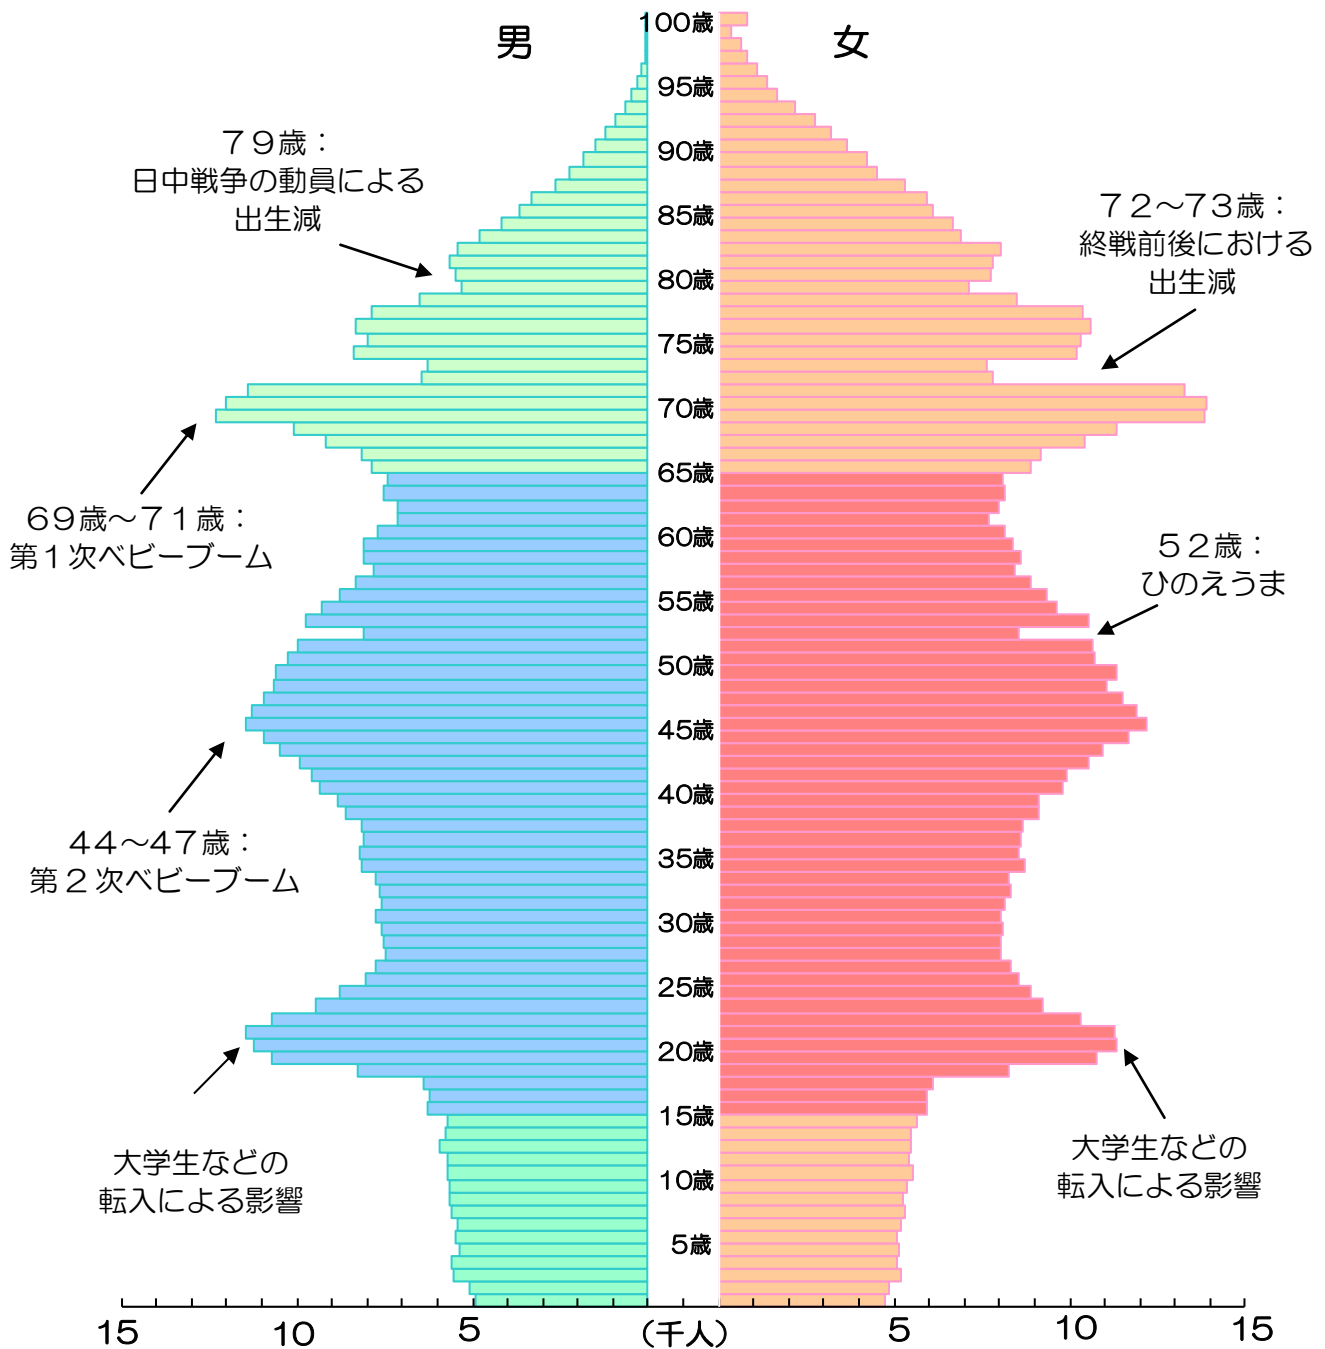 男
女
100歳
95歳
90歳
85歳
80歳
75歳
70歳
65歳
60歳
55歳
50歳
45歳
40歳
35歳
30歳
25歳
20歳
15歳
10歳
5歳
７９歳：
日中戦争の動員による
出生減
７２～７３歳：
終戦前後における
出生減
６９歳～７１歳：
第１次ベビーブーム
５２歳：
ひのえうま
４４～４７歳：
第２次ベビーブーム
大学生などの
転入による影響
大学生などの
転入による影響
15 10 5 （千人） 5 10 15